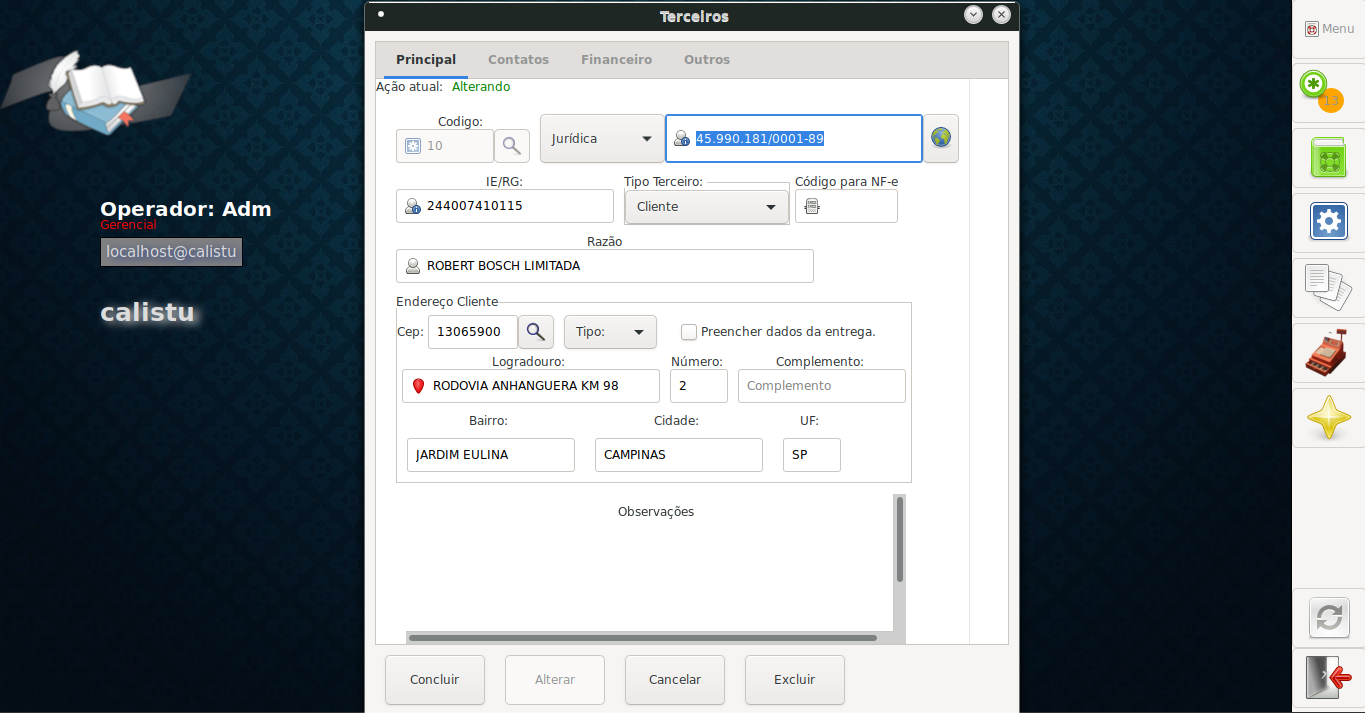 Terceiros
Menu
Principal Contatos Financeiro Outros
Ação atual: Alterando
13
Codigo:
10 Jurídica 45.990.181/0001-89
IE/RG: Tipo Terceiro: Código para NF-e
244007410115 Cliente
Operador: Adm
Gerencial
localhost@calistu
calistu
Razão
ROBERT BOSCH LIMITADA
Endereço Cliente
Cep: 13065900 Tipo: Preencher dados da entrega.
Logradouro: Número: Complemento:
RODOVIA ANHANGUERA KM 98 2 Complemento
Bairro: Cidade: UF:
JARDIM EULINA CAMPINAS SP
Observações
Concluir Alterar Cancelar Excluir